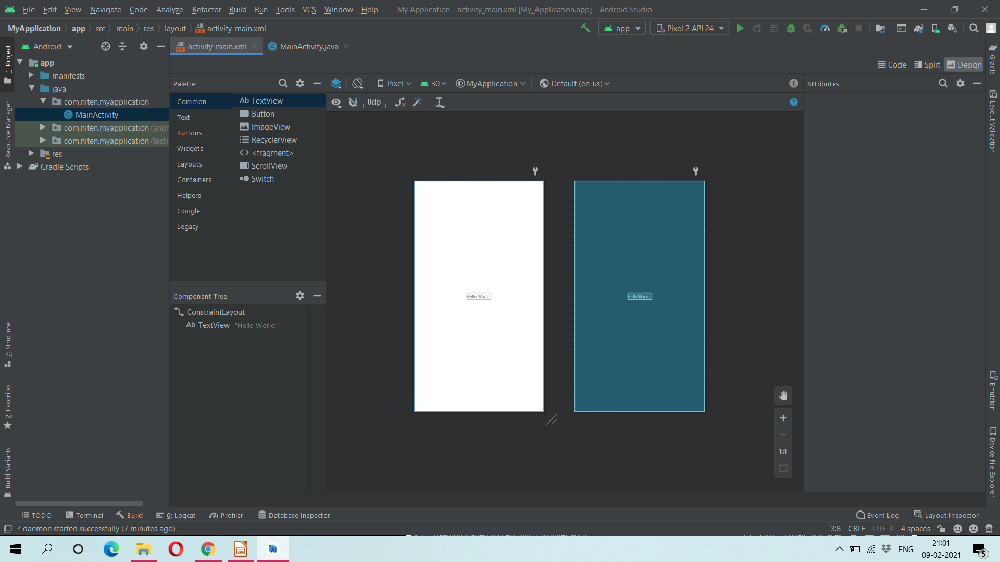 File Edit View Navigate Code Analyze Refactor Build Run Tools VCS Window Help My Application - activity_main.xml [My_Application.app] - Android Studio
MyApplication app src main res layout activity_main.xml app Pixel 2 API 24
1: Project
Resource Manager
7: Structure
2: Favorites
Build Variants
Android
app
manifests
java
com.niten.myapplication
MainActivity
com.niten.myapplication (andr
com.niten.myapplication (test)
res
Gradle Scripts
activity_main.xml MainActivity.java
Code Split Design
Palette
Common
Text
Buttons
Widgets
Layouts
Containers
Helpers
Google
Legacy
Ab TextView
Button
ImageView
RecyclerView
<fragment>
ScrollView
Switch
Component Tree
ConstraintLayout
Ab TextView "Hello World!"
Pixel 30 MyApplication Default (en-us)
0dp
Hello World!
Hello World!
1:1
Attributes
Gradle
Layout Validation
Emulator
Device File Explorer
TODO Terminal Build 6: Logcat Profiler Database Inspector Event Log Layout Inspector
* daemon started successfully (7 minutes ago) 3:8 CRLF UTF-8 4 spaces
ENG 21:01
09-02-2021
5